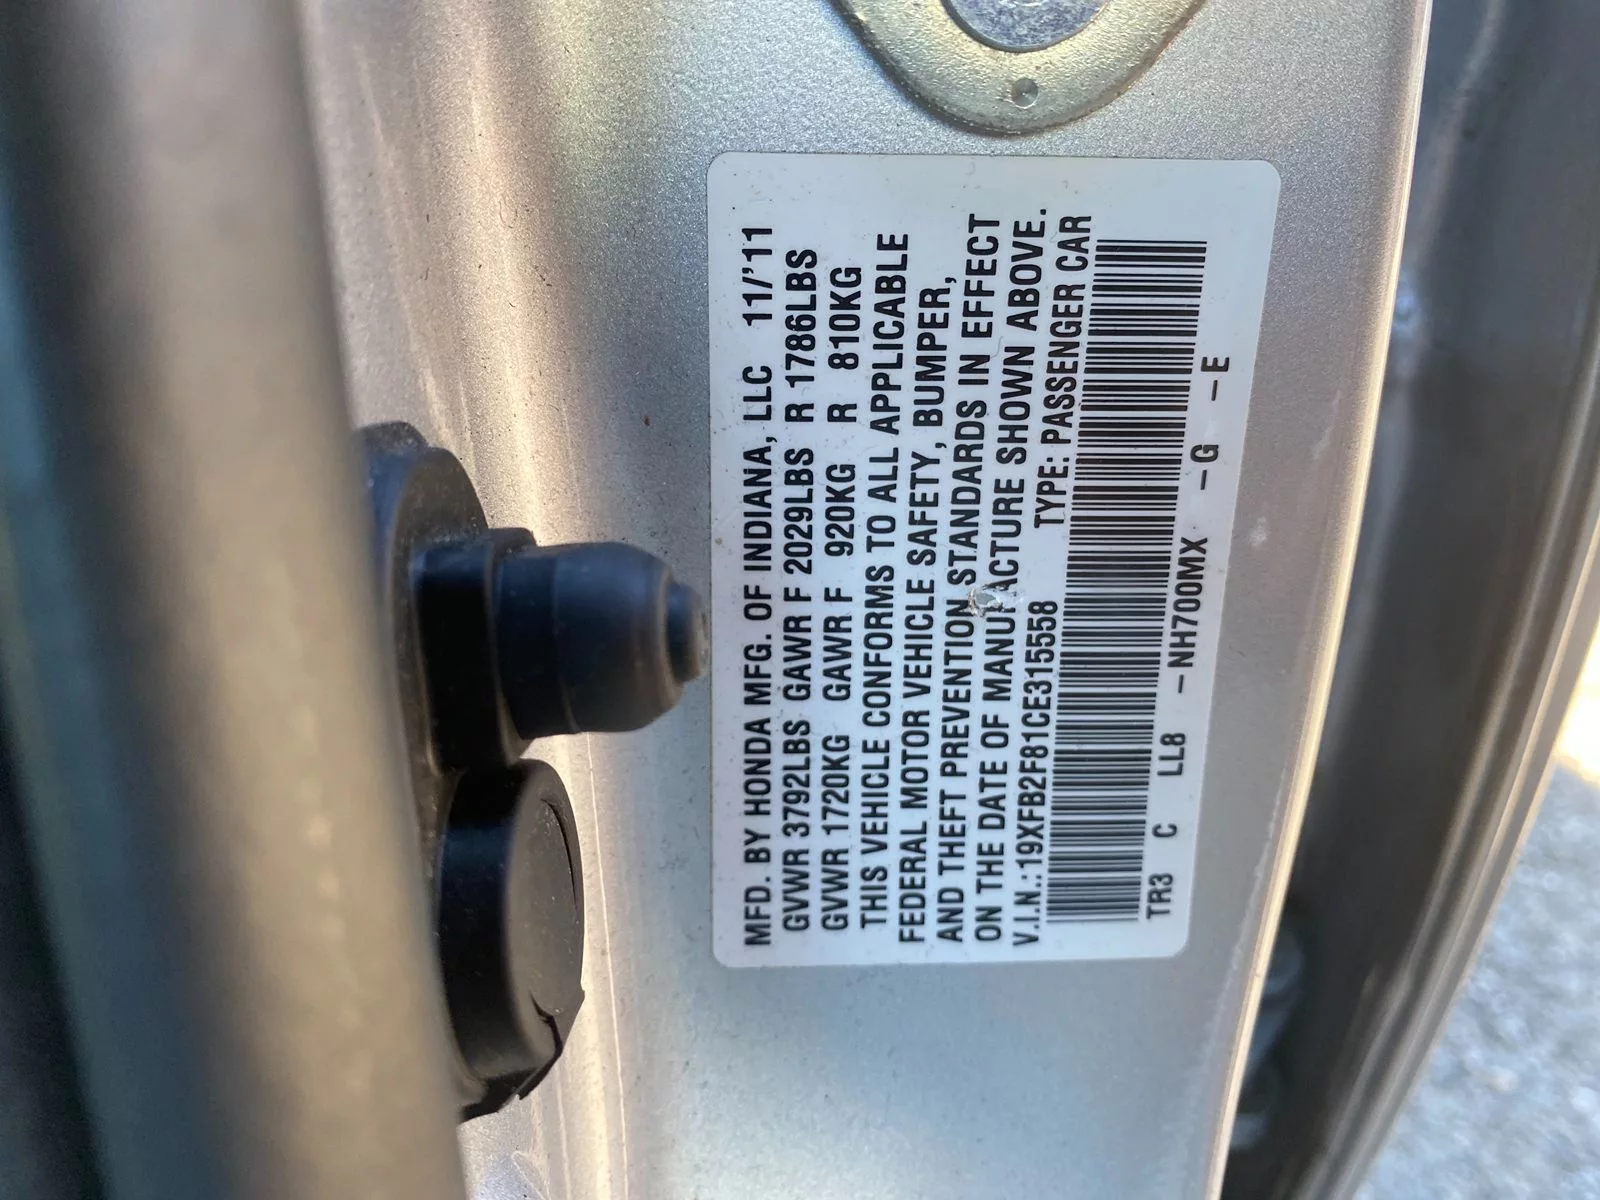 MFD. BY HONDA MFG. OF INDIANA, LLC 11/'11
GVWR 3792LBS GAWR F 2029LBS R 1786LBS
GVWR 1720KG GAWR F 920KG R 810KG
THIS VEHICLE CONFORMS TO ALL APPLICABLE
FEDERAL MOTOR VEHICLE SAFETY, BUMPER,
AND THEFT PREVENTION STANDARDS IN EFFECT
ON THE DATE OF MANUFACTURE SHOWN ABOVE.
V.I.N.:19XFB2F81CE315558 TYPE: PASSENGER CAR
TR3 C LL8 -NH700MX -G -E